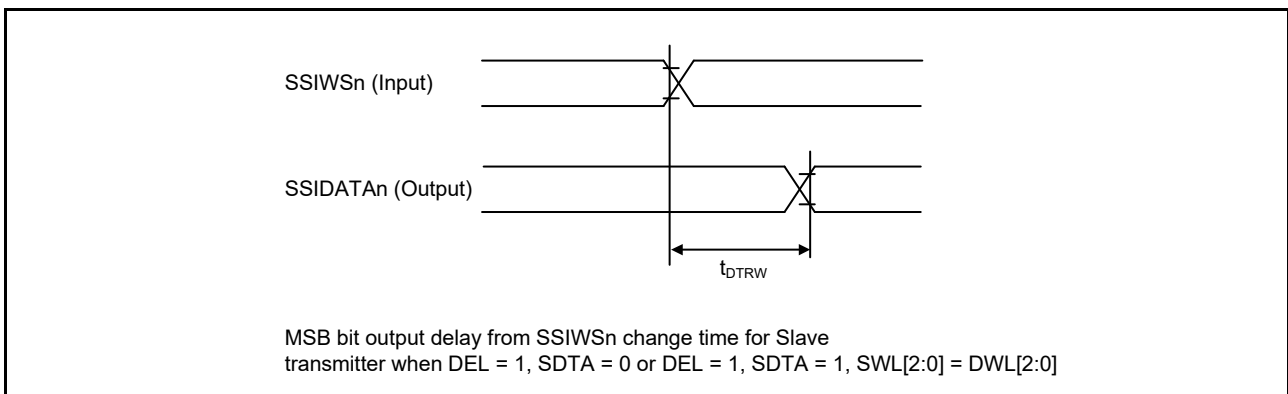 SSIWSn (Input)
SSIDATAn (Output)
tDTRW
MSB bit output delay from SSIWSn change time for Slave
transmitter when DEL = 1, SDTA = 0 or DEL = 1, SDTA = 1, SWL[2:0] = DWL[2:0]